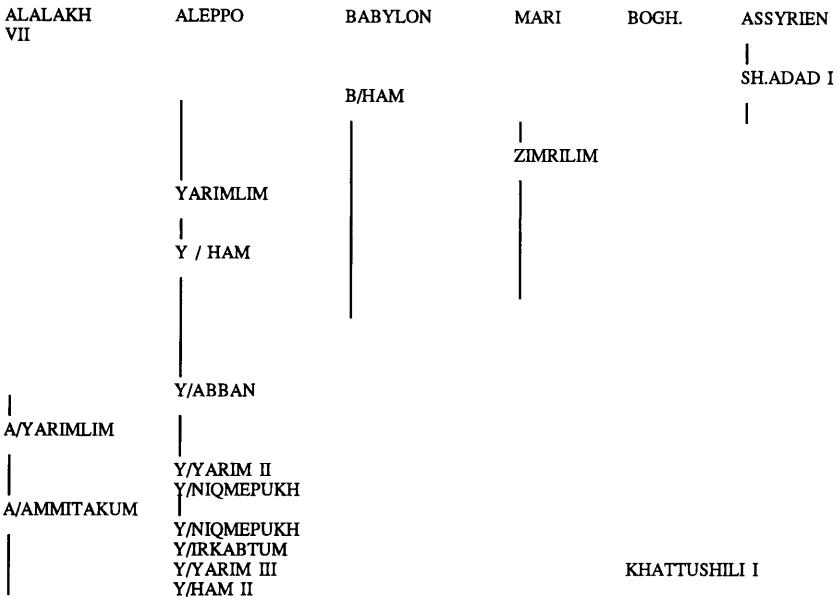 ALALAKH VII ALEPPO BABYLON MARI BOGH. ASSYRIEN
SH.ADAD I
B/HAM
ZIMRILIM
YARIMLIM
Y / HAM
Y/ABBAN
A/YARIMLIM
Y/YARIM II
Y/NIQMEPUKH
A/AMMITAKUM
Y/NIQMEPUKH
Y/IRKABTUM
Y/YARIM III KHATTUSHILI I
Y/HAM II